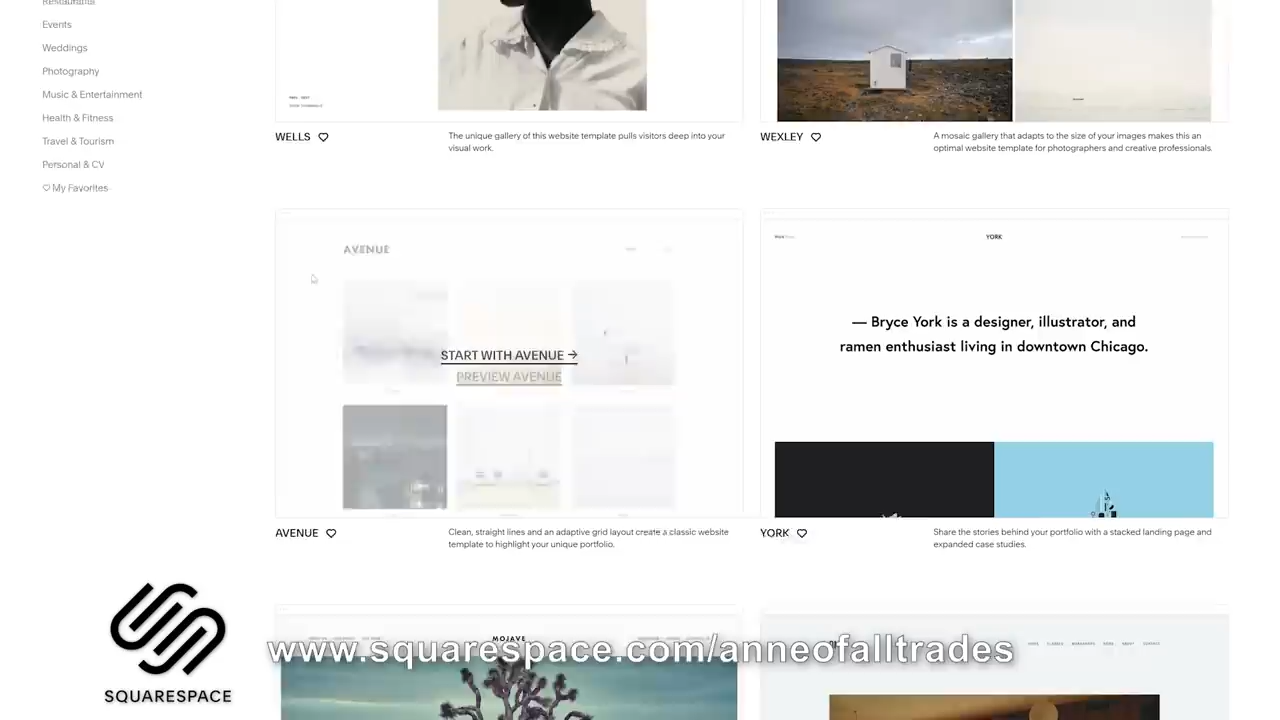 Events
Weddings
Photography
Music & Entertainment
Health & Fitness
Travel & Tourism
Personal & CV
My Favorites
WELLS
The unique gallery of this website template pulls visitors deep into your
visual work.
WEXLEY
A mosaic gallery that adapts to the size of your images makes this an
optimal website template for photographers and creative professionals.
AVENUE
START WITH AVENUE →
PREVIEW AVENUE
AVENUE
Clean, straight lines and an adaptive grid layout create a classic website
template to highlight your unique portfolio.
YORK
— Bryce York is a designer, illustrator, and
ramen enthusiast living in downtown Chicago.
YORK
Share the stories behind your portfolio with a stacked landing page and
expanded case studies.
MOJAVE
www.squarespace.com/anneofalltrades
SQUARESPACE